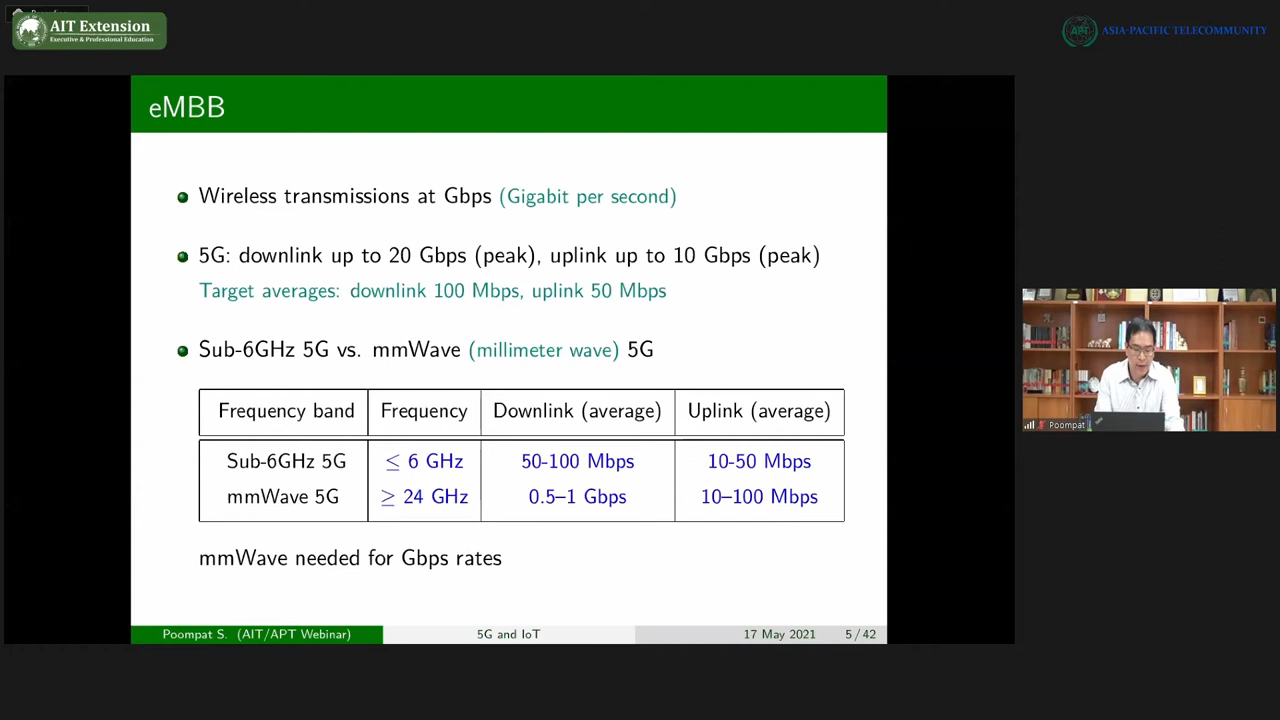 AIT Extension
Executive & Professional Education
APT
ASIA-PACIFIC TELECOMMUNITY
eMBB
Wireless transmissions at Gbps (Gigabit per second)
5G: downlink up to 20 Gbps (peak), uplink up to 10 Gbps (peak)
Target averages: downlink 100 Mbps, uplink 50 Mbps
Sub-6GHz 5G vs. mmWave (millimeter wave) 5G
Frequency band Frequency Downlink (average) Uplink (average)
Sub-6GHz 5G ≤ 6 GHz 50-100 Mbps 10-50 Mbps
mmWave 5G ≥ 24 GHz 0.5–1 Gbps 10–100 Mbps
mmWave needed for Gbps rates
Poompat S. (AIT/APT Webinar) 5G and IoT 17 May 2021 5 / 42
Poompat